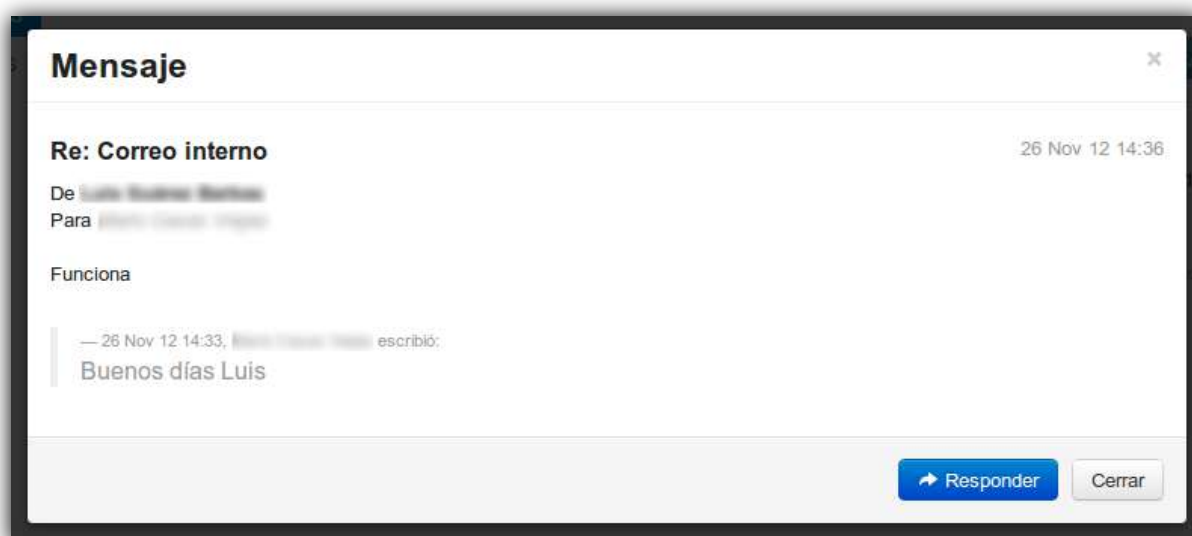 Mensaje
×
Re: Correo interno
26 Nov 12 14:36
De
Para
Funciona
— 26 Nov 12 14:33, escribió:
Buenos días Luis
Responder
Cerrar